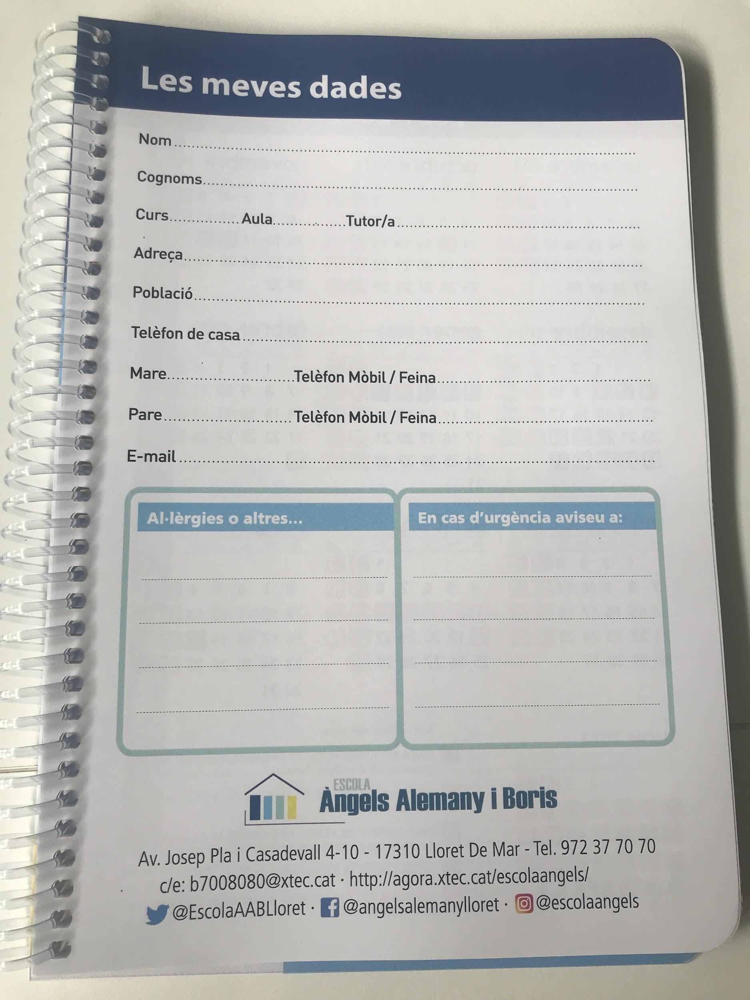 Les meves dades
Nom
Cognoms
Curs Aula Tutor/a
Adreça
Població
Telèfon de casa
Mare Telèfon Mòbil / Feina
Pare Telèfon Mòbil / Feina
E-mail
Al·lèrgies o altres...
En cas d'urgència aviseu a:
ESCOLA
Àngels Alemany i Boris
Av. Josep Pla i Casadevall 4-10 - 17310 Lloret De Mar - Tel. 972 37 70 70
c/e: b7008080@xtec.cat · http://agora.xtec.cat/escolaangels/
@EscolaAABLloret · @angelsalemanylloret · @escolaangels